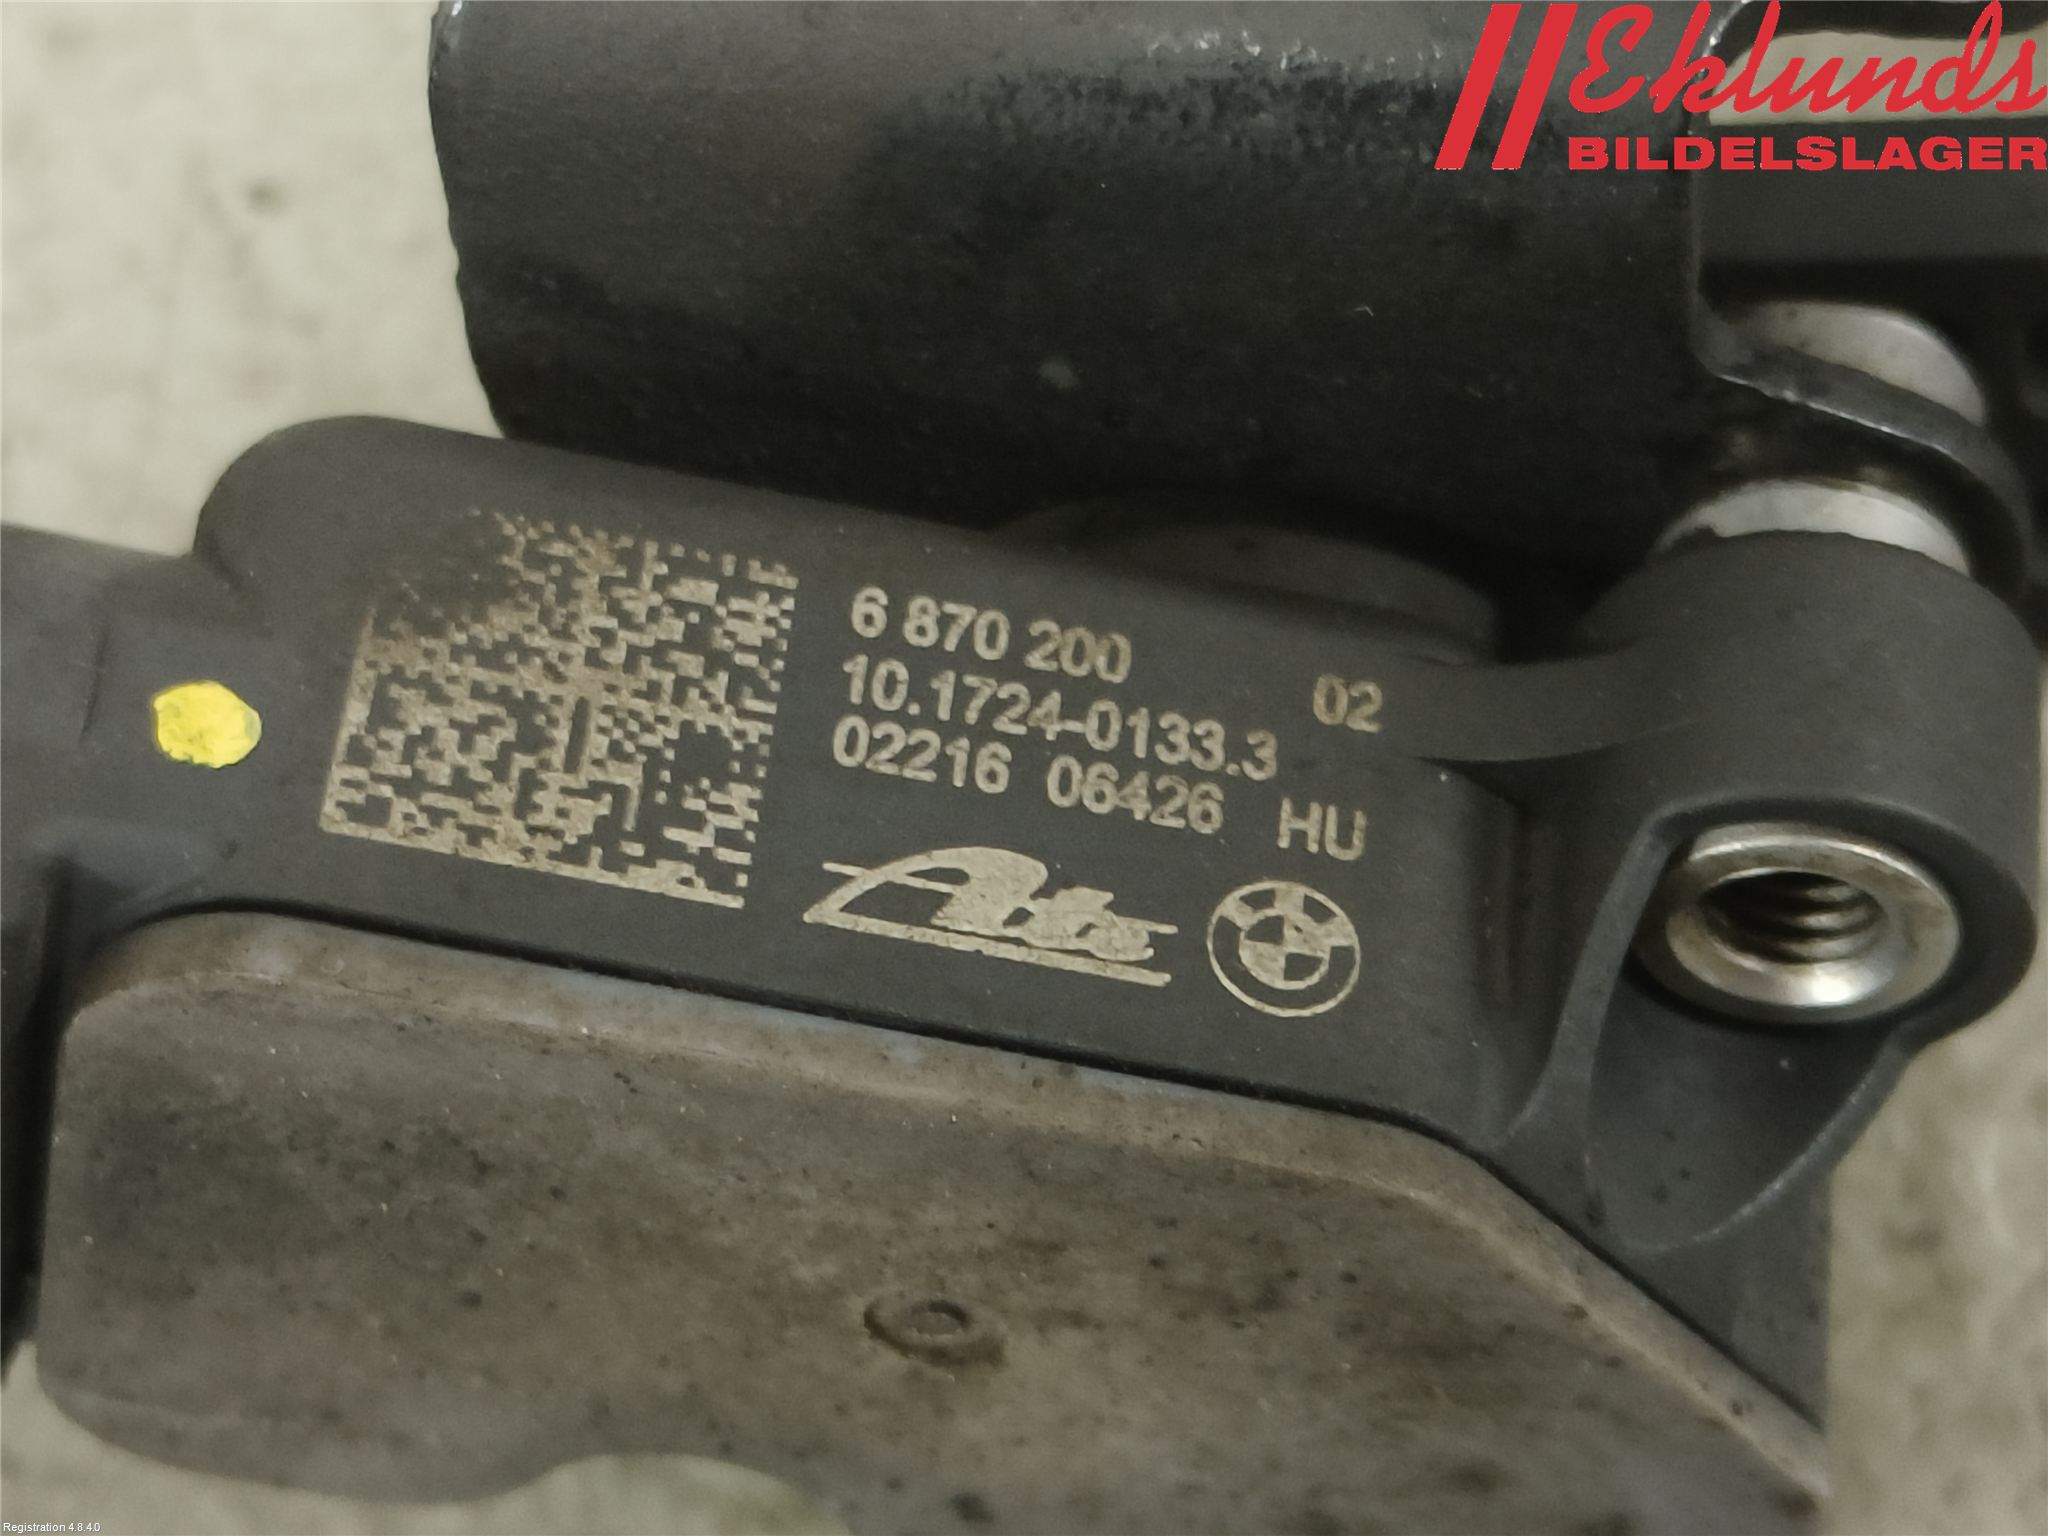 Eklunds
BILDELSLAGER
6 870 200
02
10.1724-0133.3
02216 06426 HU
Ate
Registration 4.8.4.0